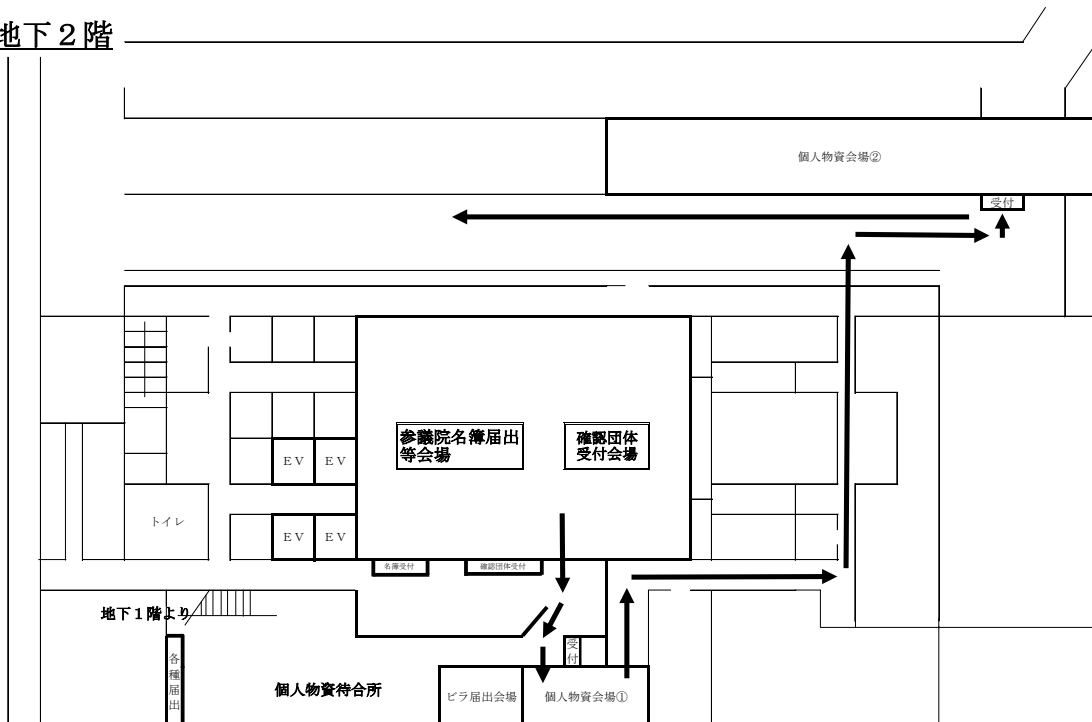 地下２階
個人物資会場②
受付
参議院名簿届出
等会場
確認団体
受付会場
ＥＶ ＥＶ
トイレ
ＥＶ ＥＶ
名簿受付
確認団体受付
地下１階より
受付
各種届出
個人物資待合所
ビラ届出会場
個人物資会場①